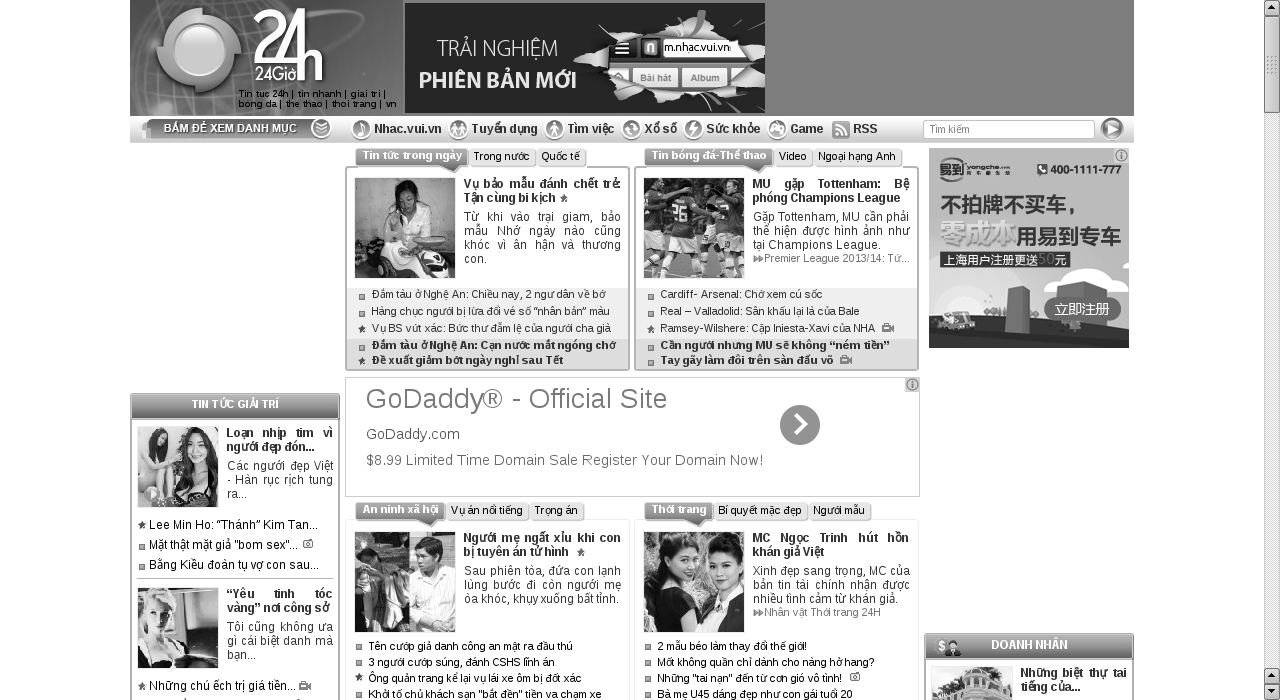 24h
24Giờ
Tin tuc 24h | tin nhanh | giai tri |
bong da | the thao | thoi trang | vn
TRẢI NGHIỆM
PHIÊN BẢN MỚI
m.nhac.vui.vn
Bài hát
Album
BẤM ĐỂ XEM DANH MỤC
Nhac.vui.vn
Tuyển dụng
Tìm việc
Xổ số
Sức khỏe
Game
RSS
Tìm kiếm
Tin tức trong ngày
Trong nước
Quốc tế
Vụ bảo mẫu đánh chết trẻ:
Tận cùng bi kịch
Từ khi vào trại giam, bảo
mẫu Nhớ ngày nào cũng
khóc vì ân hận và thương
con.
Đắm tàu ở Nghệ An: Chiều nay, 2 ngư dân về bờ
Hàng chục người bị lừa đổi vé số “nhân bản” màu
Vụ BS vứt xác: Bức thư đẫm lệ của người cha già
Đắm tàu ở Nghệ An: Cạn nước mắt ngóng chờ
Đề xuất giảm bớt ngày nghỉ sau Tết
Tin bóng đá-Thể thao
Video
Ngoại hạng Anh
MU gặp Tottenham: Bệ
phóng Champions League
Gặp Tottenham, MU cần phải
thể hiện được hình ảnh như
tại Champions League.
Premier League 2013/14: Tứ...
Cardiff- Arsenal: Chờ xem cú sốc
Real – Valladolid: Sân khấu lại là của Bale
Ramsey-Wilshere: Cặp Iniesta-Xavi của NHA
Cần người nhưng MU sẽ không “ném tiền”
Tay gãy làm đôi trên sàn đấu võ
易到 yongche.com
400-1111-777
不拍牌不买车，
零成本用易到专车
上海用户注册更送50元
立即注册
GoDaddy® - Official Site
GoDaddy.com
$8.99 Limited Time Domain Sale Register Your Domain Now!
TIN TỨC GIẢI TRÍ
Loạn nhịp tim vì
người đẹp đón...
Các người đẹp Việt
- Hàn rục rịch tung
ra...
Lee Min Ho: “Thánh” Kim Tan...
Mặt thật mặt giả "bom sex"...
Bằng Kiều đoàn tụ vợ con sau...
“Yêu tinh tóc
vàng” nơi công sở
Tôi cũng không ưa
gì cái biệt danh mà
bạn...
Những chú ếch trị giá tiền...
An ninh xã hội
Vụ án nổi tiếng
Trọng án
Người mẹ ngất xỉu khi con
bị tuyên án tử hình
Sau phiên tòa, đứa con lạnh
lùng bước đi còn người mẹ
òa khóc, khụy xuống bất tỉnh.
Tên cướp giả danh công an mật ra đầu thú
3 người cướp súng, đánh CSHS lĩnh án
Ông quản trang kể lại vụ lái xe ôm bị đốt xác
Khởi tố chủ khách sạn "bật đèn" tiền va chạm xe
Thời trang
Bí quyết mặc đẹp
Người mẫu
MC Ngọc Trinh hút hồn
khán giả Việt
Xinh đẹp sang trọng, MC của
bản tin tài chính nhận được
nhiều tình cảm từ khán giả.
Nhân vật Thời trang 24H
2 mẫu béo làm thay đổi thế giới!
Mốt không quần chỉ dành cho nàng hở hang?
Những "tai nạn" đến từ cơn gió vô tình!
Bà mẹ U45 dáng đẹp như con gái tuổi 20
DOANH NHÂN
Những biệt thự tai
tiếng của...